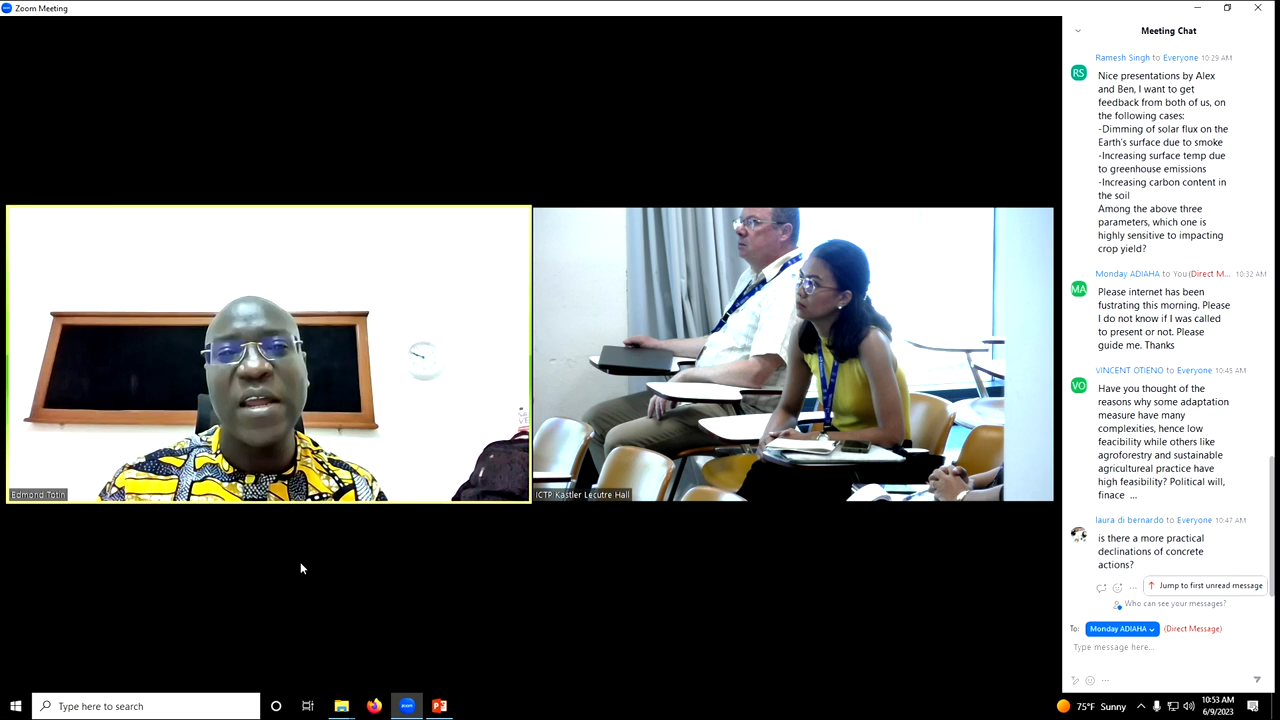 Zoom Meeting
Meeting Chat
Ramesh Singh to Everyone 10:29 AM
RS
Nice presentations by Alex
and Ben, I want to get
feedback from both of us, on
the following cases:
-Dimming of solar flux on the
Earth's surface due to smoke
-Increasing surface temp due
to greenhouse emissions
-Increasing carbon content in
the soil
Among the above three
parameters, which one is
highly sensitive to impacting
crop yield?
Monday ADIAHA to You (Direct M... 10:32 AM
MA
Please internet has been
fustrating this morning. Please
I do not know if I was called
to present or not. Please
guide me. Thanks
VINCENT OTIENO to Everyone 10:45 AM
VO
Have you thought of the
reasons why some adaptation
measure have many
complexities, hence low
feacibility while others like
agroforestry and sustainable
agricultureal practice have
high feasibility? Political will,
finace ...
laura di bernardo to Everyone 10:47 AM
is there a more practical
declinations of concrete
actions?
Jump to first unread message
Who can see your messages?
To: Monday ADIAHA (Direct Message)
Type message here...
Edmond Totin
ICTP Kastler Lecutre Hall
Type here to search
75°F Sunny
10:53 AM
6/9/2023